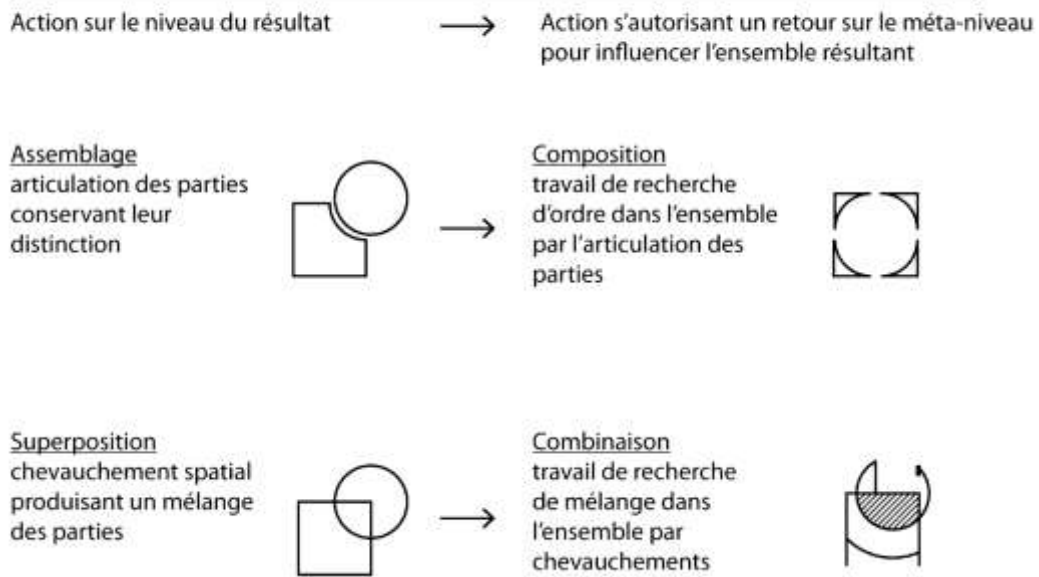 Action sur le niveau du résultat
Action s'autorisant un retour sur le méta-niveau
pour influencer l'ensemble résultant
Assemblage
articulation des parties
conservant leur
distinction
Composition
travail de recherche
d'ordre dans l'ensemble
par l'articulation des
parties
Superposition
chevauchement spatial
produisant un mélange
des parties
Combinaison
travail de recherche
de mélange dans
l'ensemble par
chevauchements